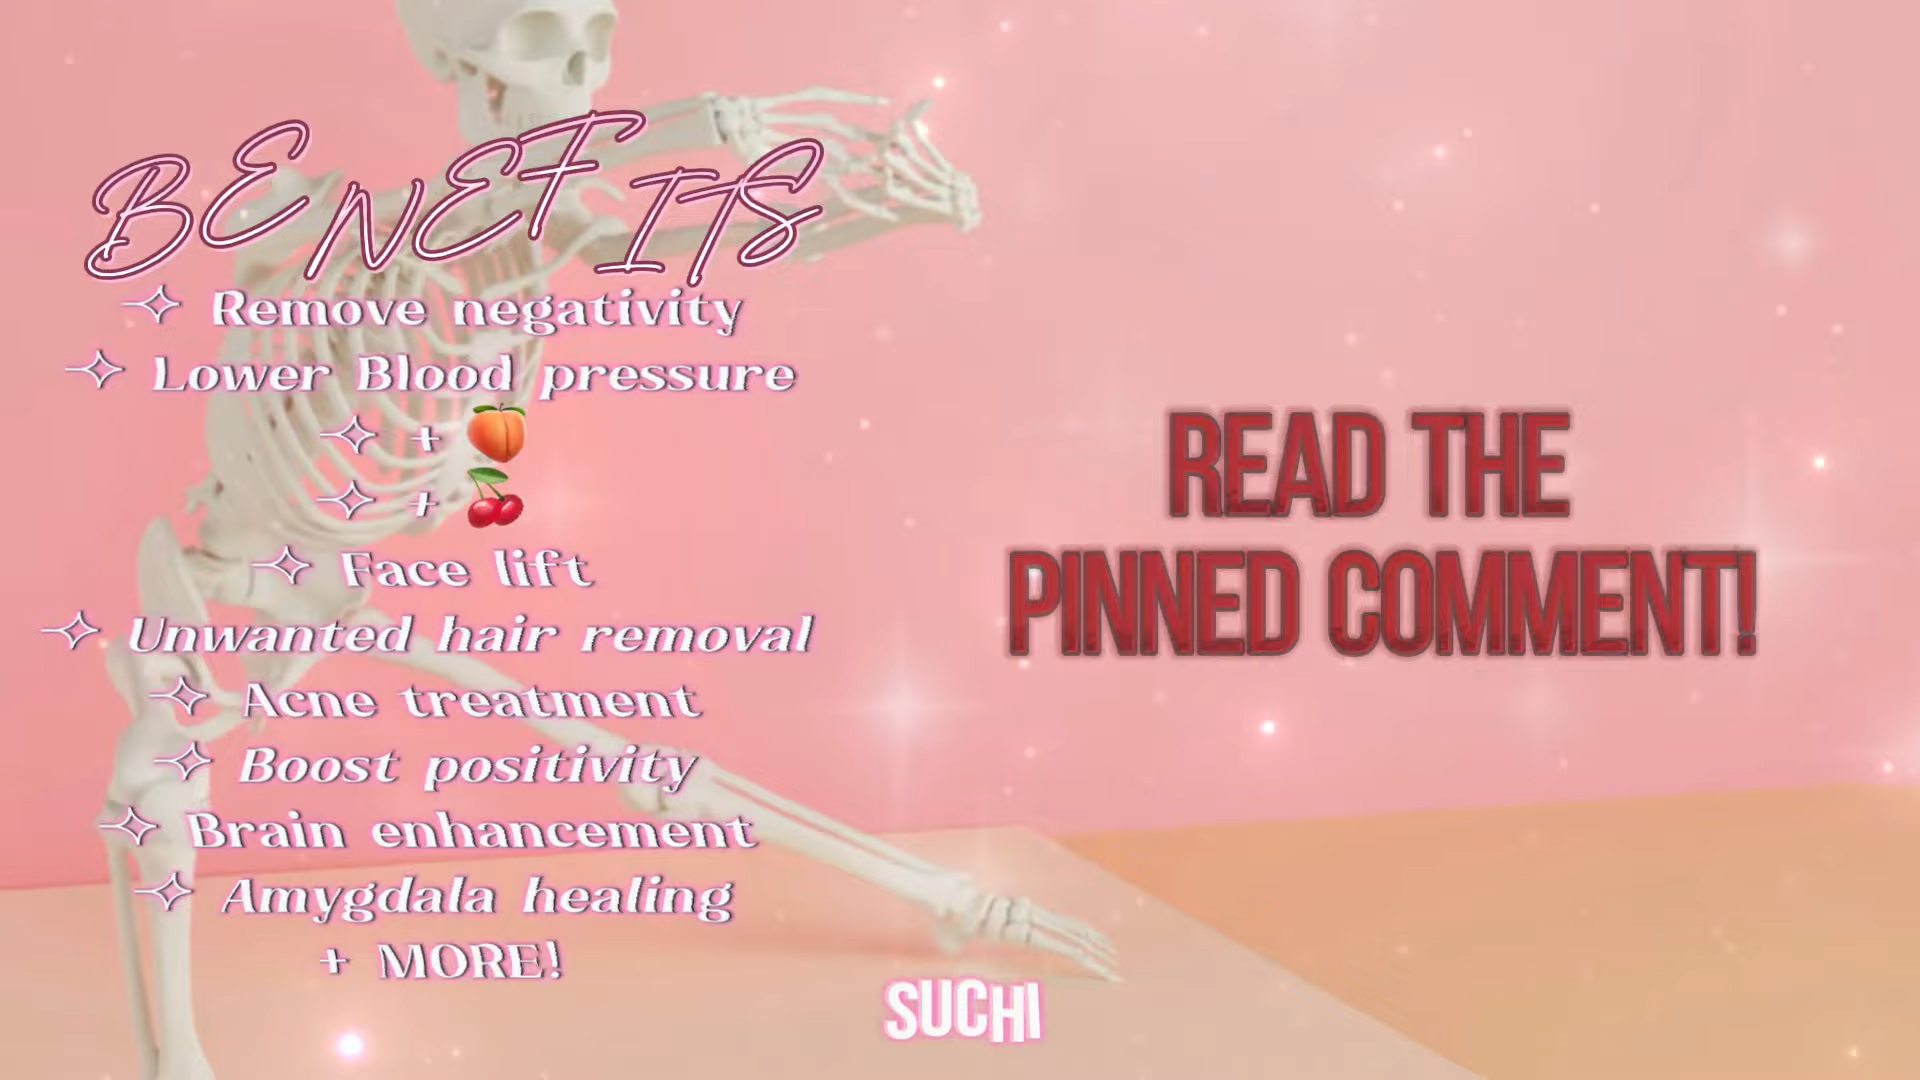 BENEFITS
✧ Remove negativity
✧ Lower Blood pressure
✧ + 🍑
✧ + 🍒
✧ Face lift
✧ Unwanted hair removal
✧ Acne treatment
✧ Boost positivity
✧ Brain enhancement
✧ Amygdala healing
+ MORE!
READ THE
PINNED COMMENT!
SUCHI